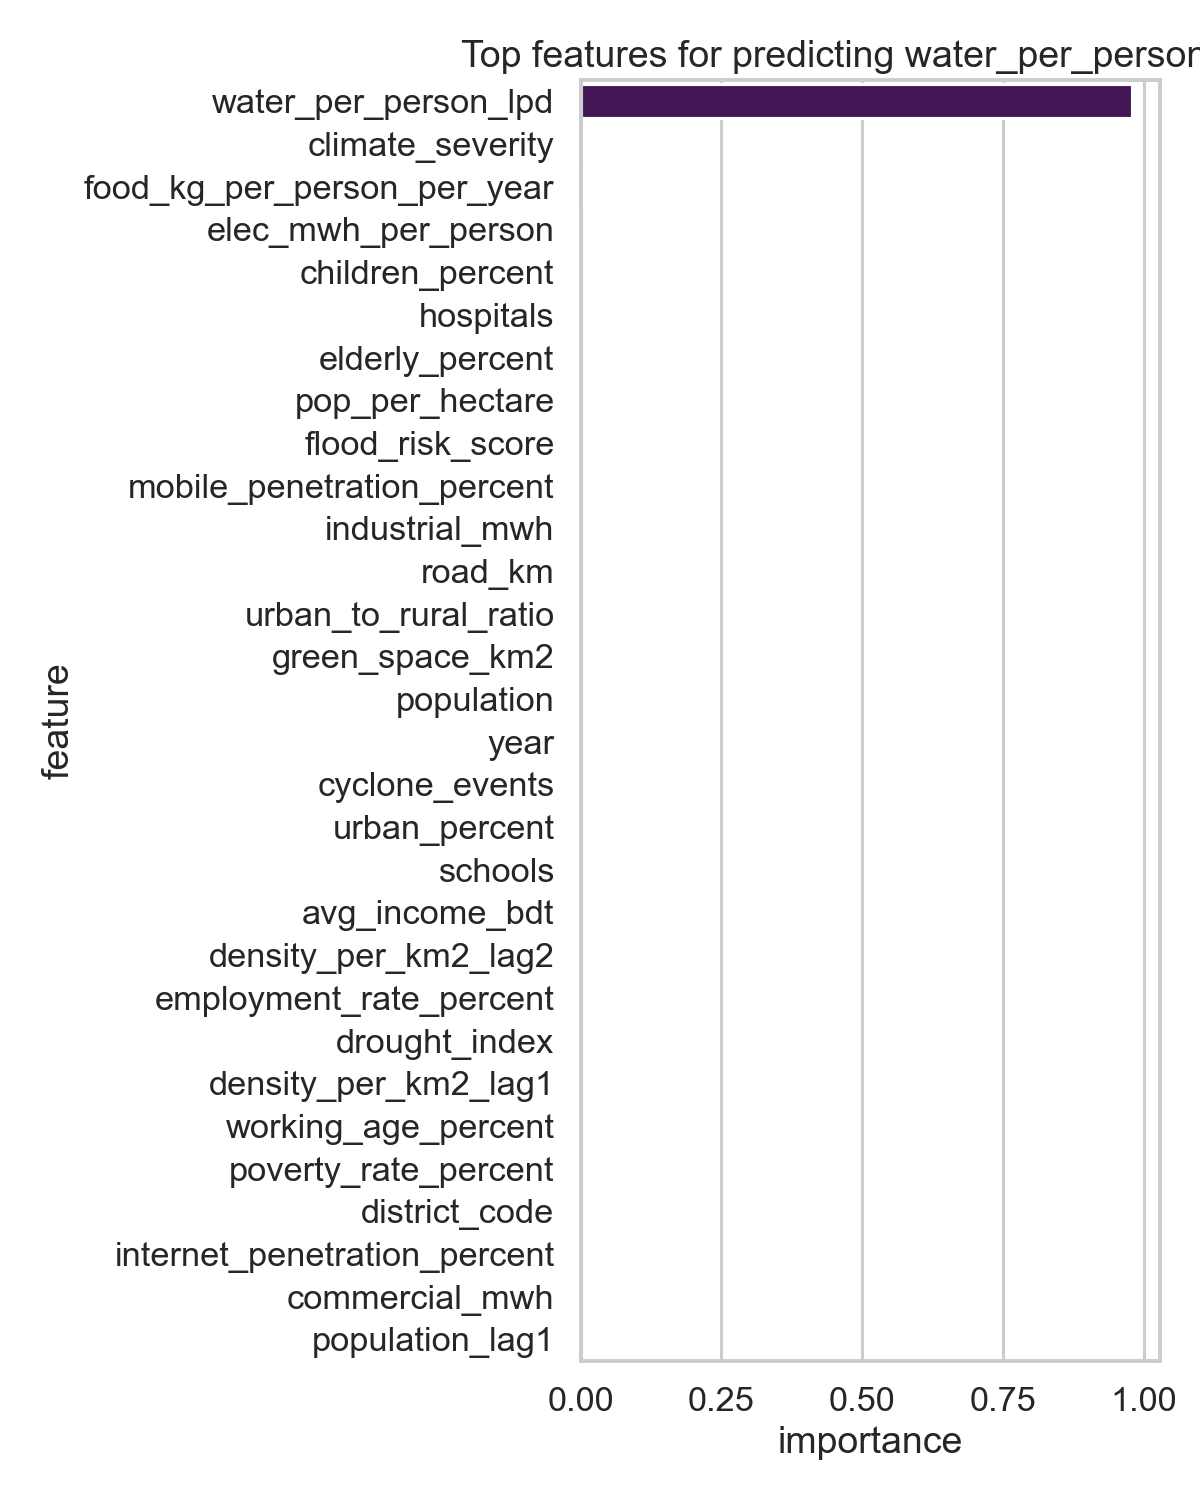 Top features for predicting water_per_person
water_per_person_lpd
climate_severity
food_kg_per_person_per_year
elec_mwh_per_person
children_percent
hospitals
elderly_percent
pop_per_hectare
flood_risk_score
mobile_penetration_percent
industrial_mwh
road_km
urban_to_rural_ratio
green_space_km2
population
year
cyclone_events
urban_percent
schools
avg_income_bdt
density_per_km2_lag2
employment_rate_percent
drought_index
density_per_km2_lag1
working_age_percent
poverty_rate_percent
district_code
internet_penetration_percent
commercial_mwh
population_lag1
feature
0.00 0.25 0.50 0.75 1.00
importance